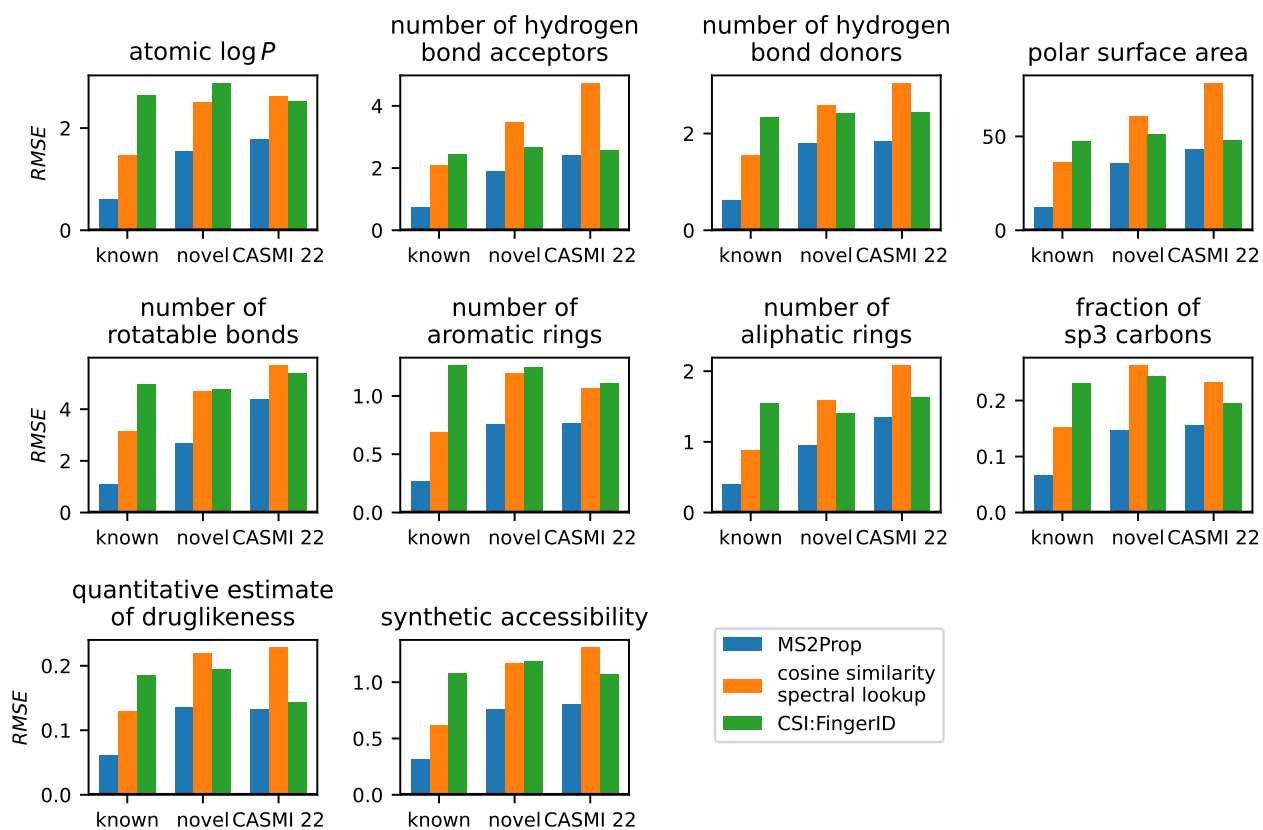 atomic log P
2
0
RMSE
known novel CASMI 22
number of hydrogen
bond acceptors
4
2
0
known novel CASMI 22
number of hydrogen
bond donors
2
0
known novel CASMI 22
polar surface area
50
0
known novel CASMI 22
number of
rotatable bonds
4
2
0
RMSE
known novel CASMI 22
number of
aromatic rings
1.0
0.5
0.0
known novel CASMI 22
number of
aliphatic rings
2
1
0
known novel CASMI 22
fraction of
sp3 carbons
0.2
0.1
0.0
known novel CASMI 22
quantitative estimate
of druglikeness
0.2
0.1
0.0
RMSE
known novel CASMI 22
synthetic accessibility
1.0
0.5
0.0
known novel CASMI 22
MS2Prop
cosine similarity
spectral lookup
CSI:FingerID